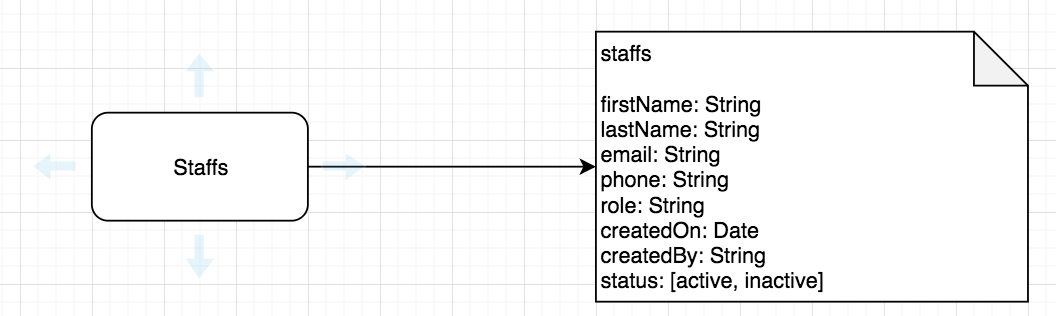 Staffs
staffs
firstName: String
lastName: String
email: String
phone: String
role: String
createdOn: Date
createdBy: String
status: [active, inactive]